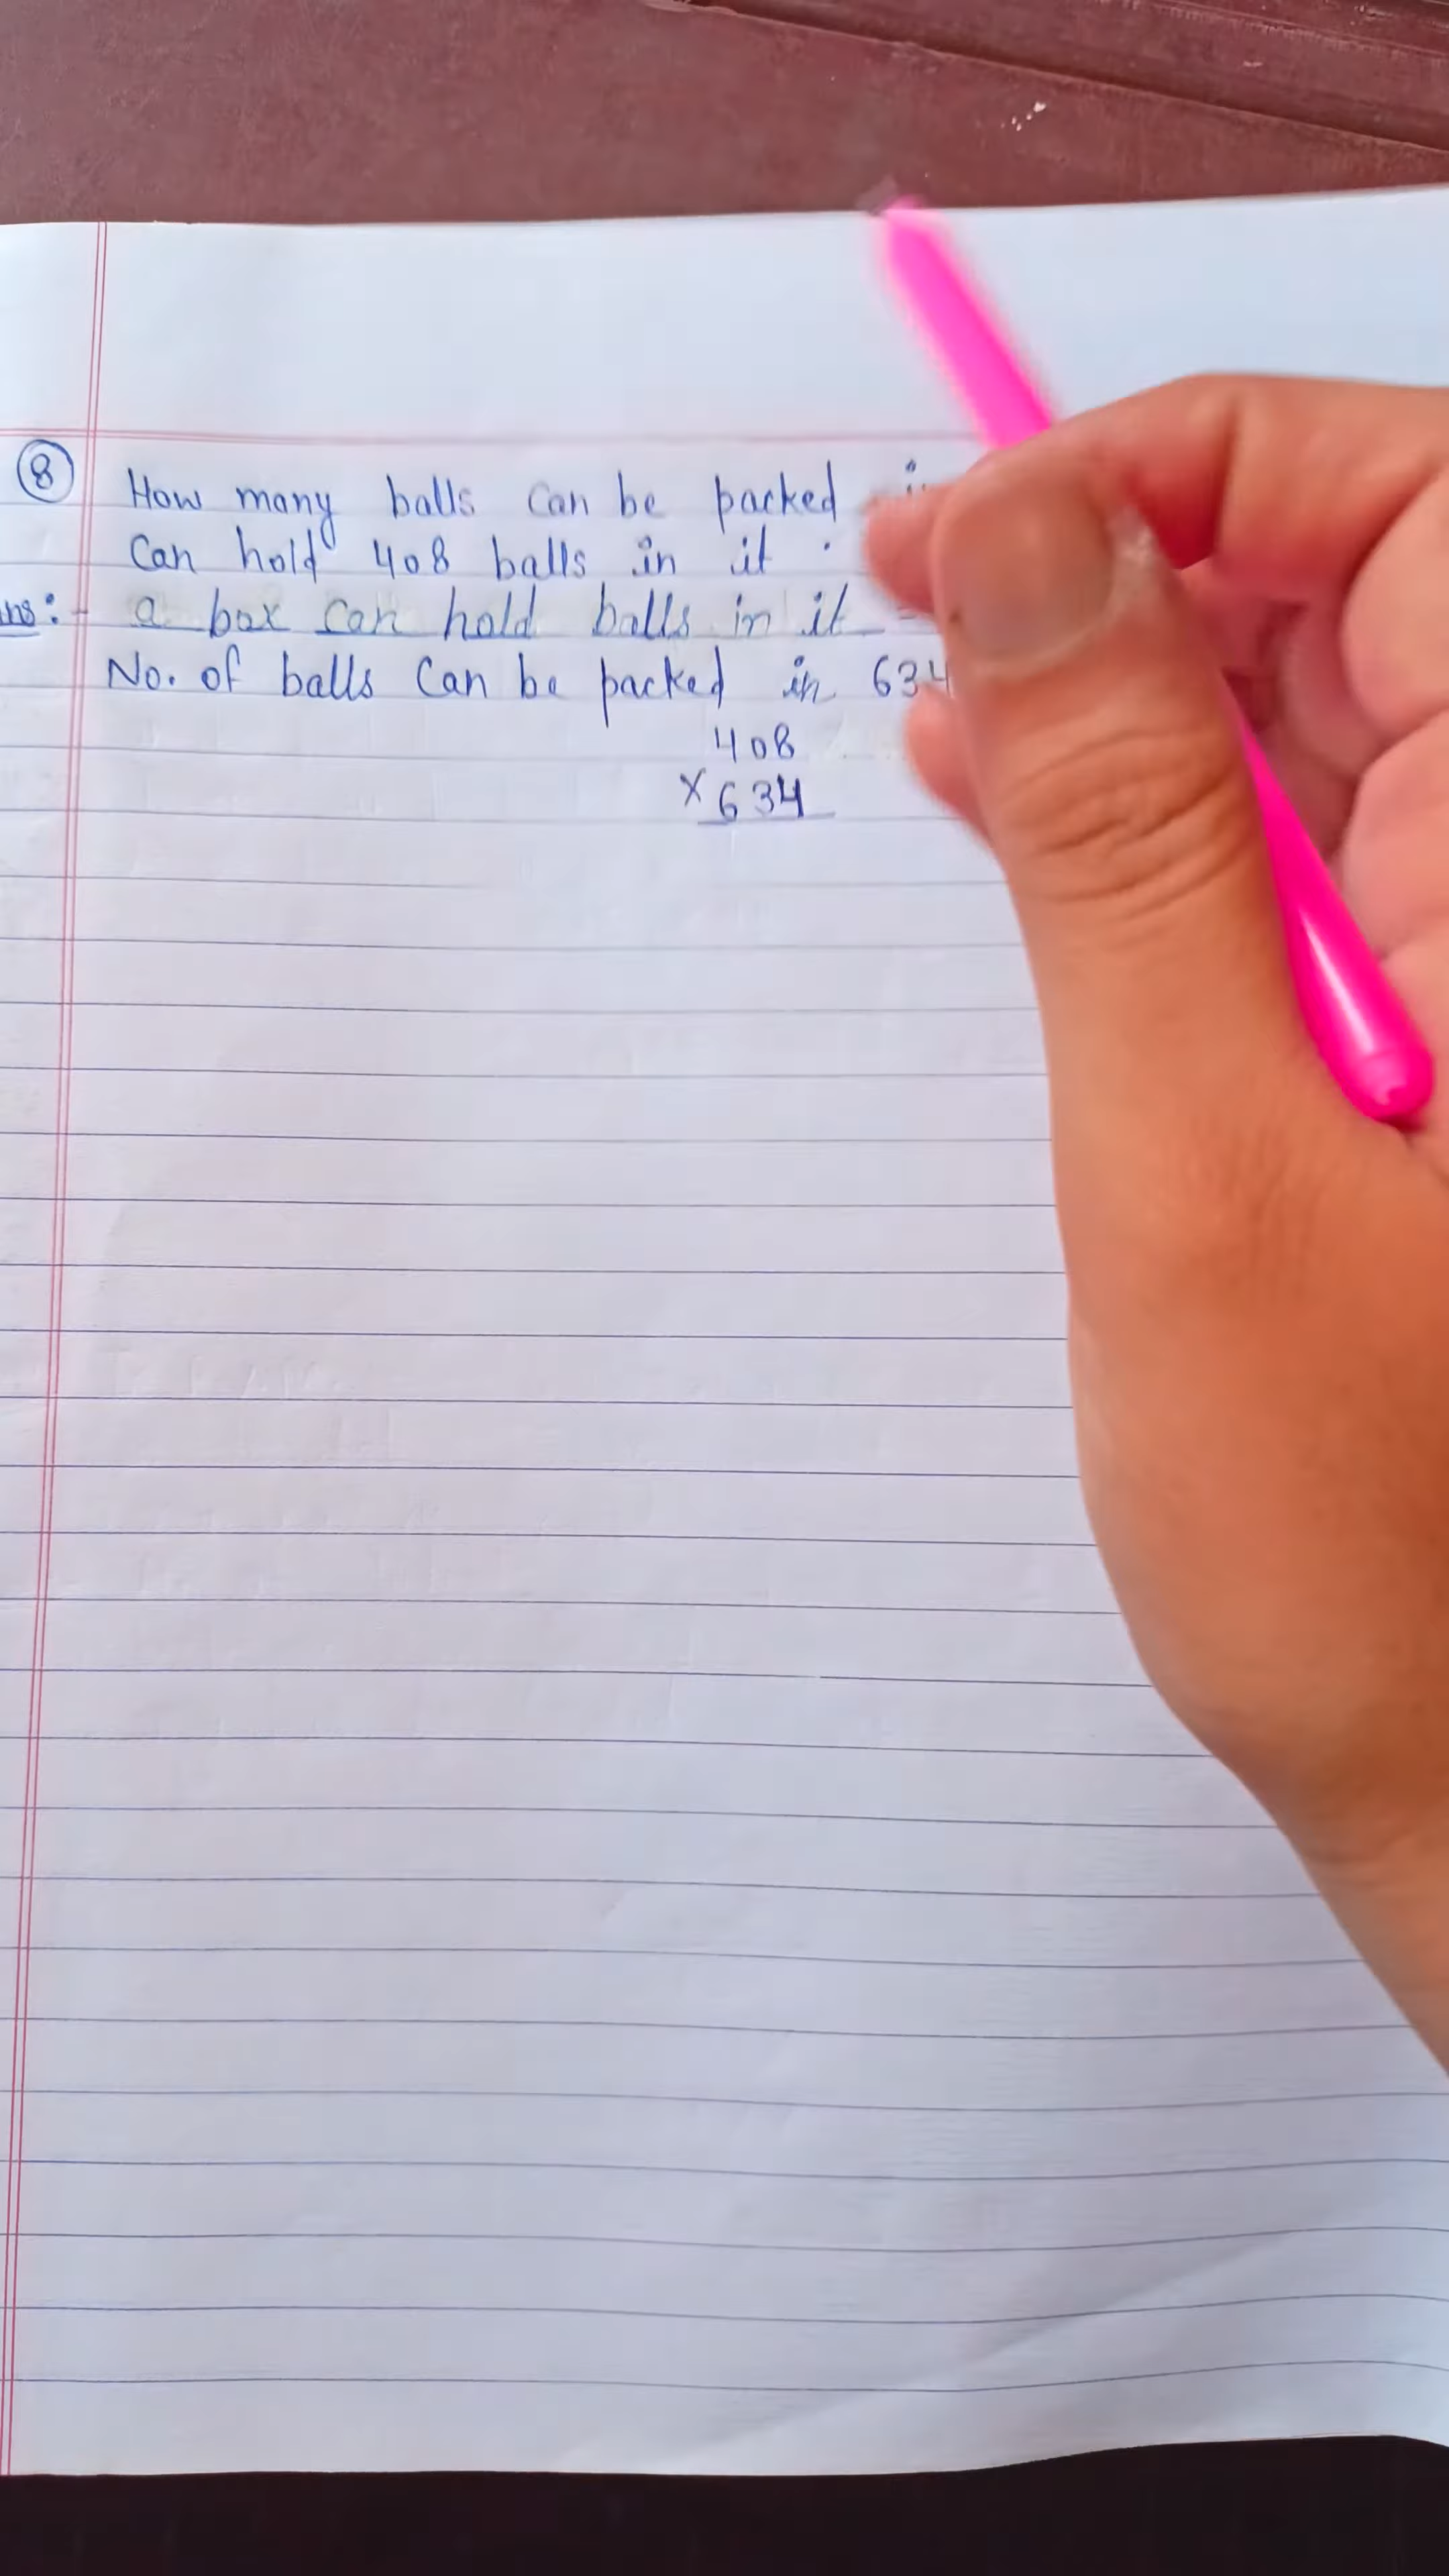 8 How many balls can be packed
can hold 408 balls in it
ns:- a box can hold balls in it
No. of balls can be packed in 634
408
X 634